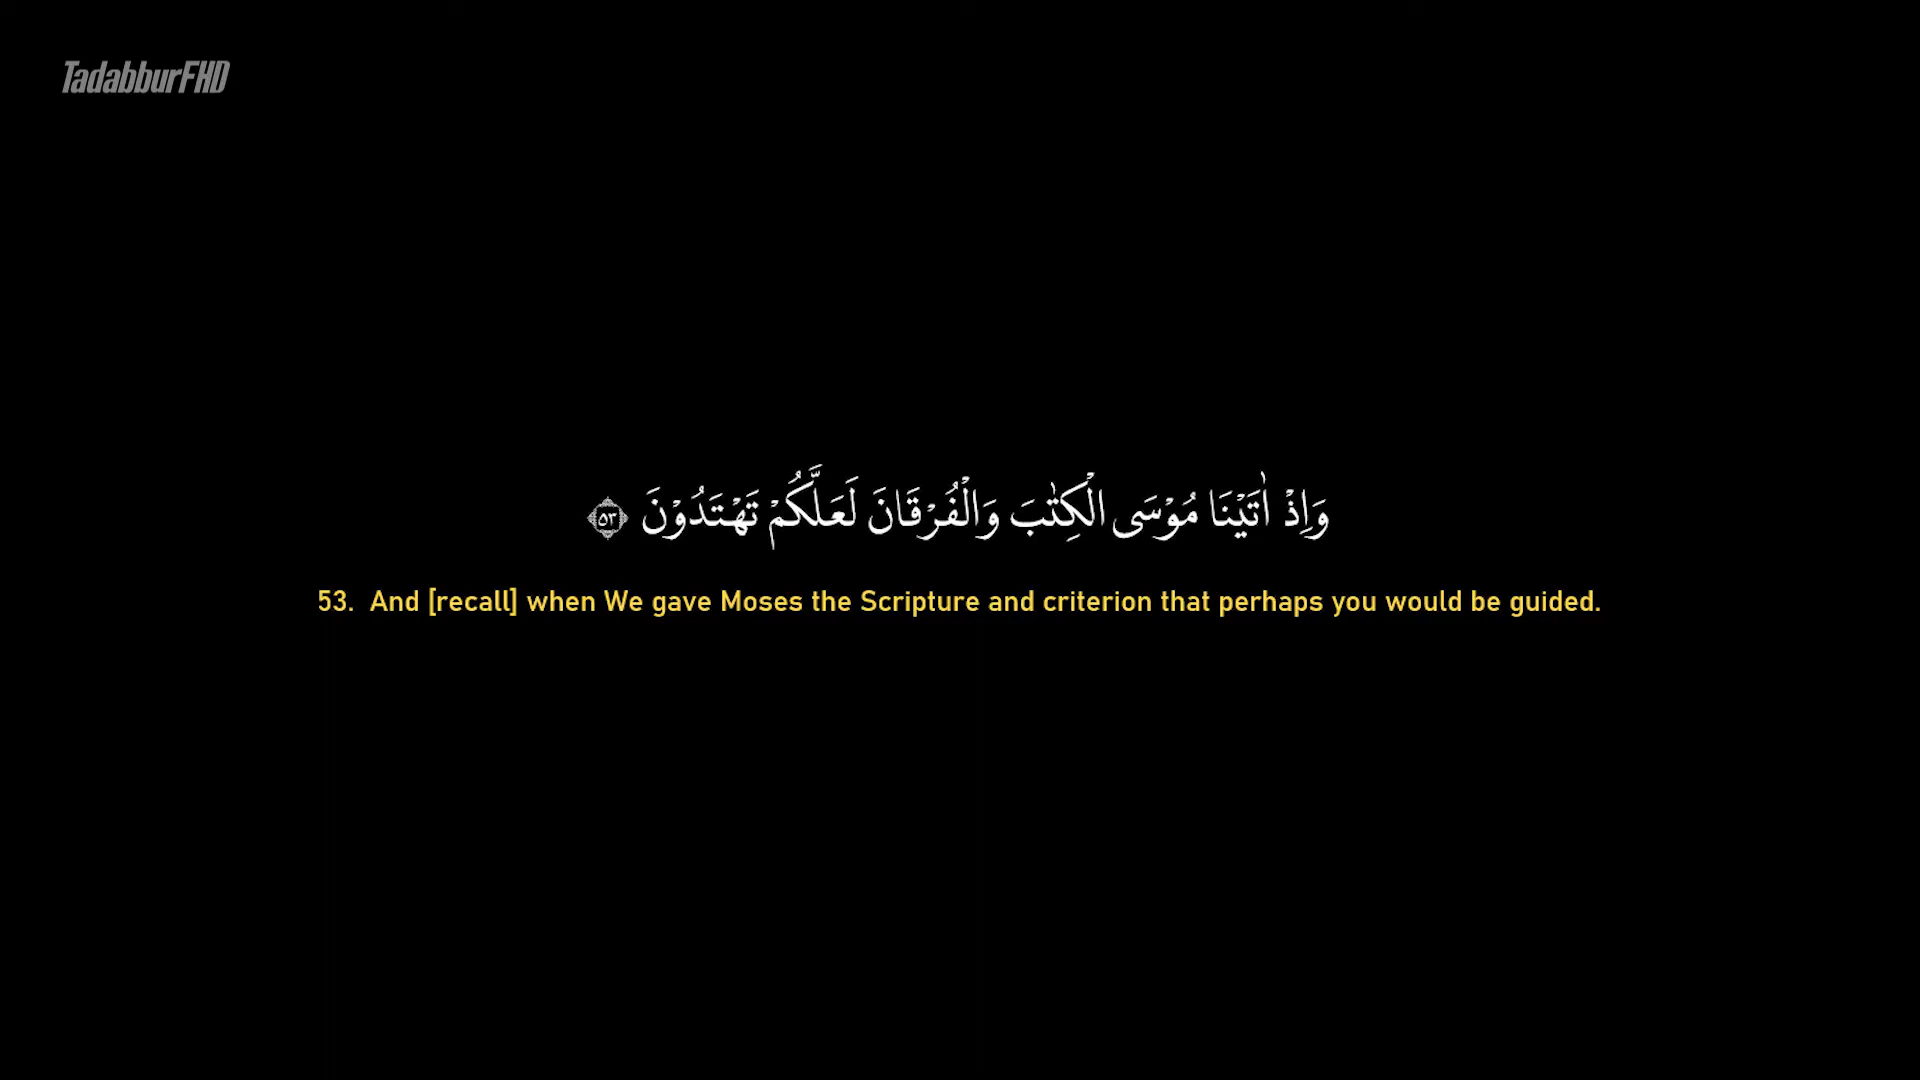 TadabburFHD
وَاِذْ اٰتَيْنَا مُوْسَى الْكِتٰبَ وَالْفُرْقَانَ لَعَلَّكُمْ تَهْتَدُوْنَ ٥٣
53. And [recall] when We gave Moses the Scripture and criterion that perhaps you would be guided.